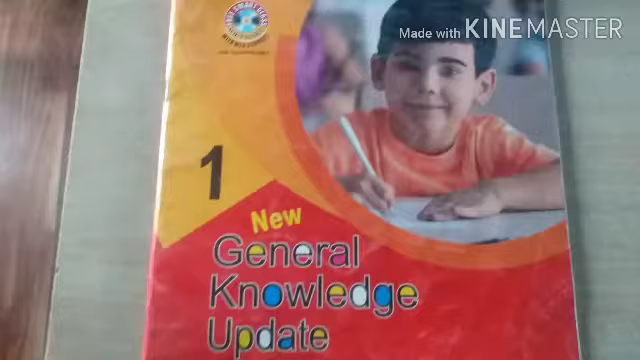 Made with KINEMASTER
1
New
General
Knowledge
Update